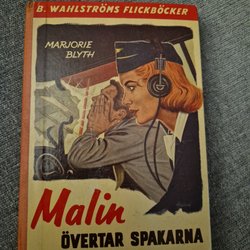 B. WAHLSTRÖMS FLICKBÖCKER
MARJORIE
BLYTH
Malin
ÖVERTAR SPAKARNA